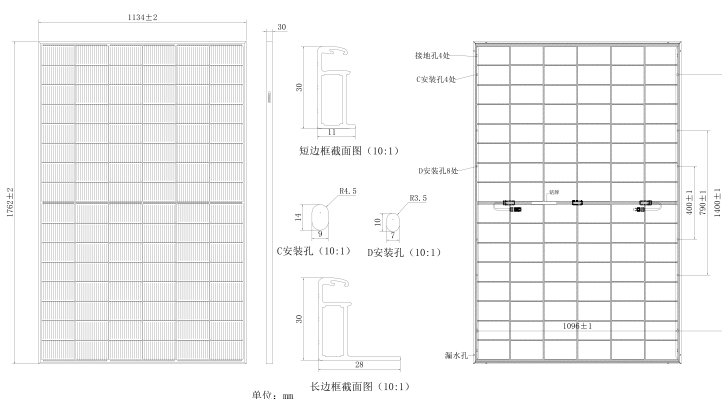 1134±2
30
1762±2
30
11
短边框截面图（10:1）
R4.5
14
9
C安装孔（10:1）
R3.5
10
7
D安装孔（10:1）
30
28
长边框截面图（10:1）
单位：mm
接地孔4处
C安装孔4处
D安装孔8处
铭牌
400±1
790±1
1400±1
1096±1
漏水孔